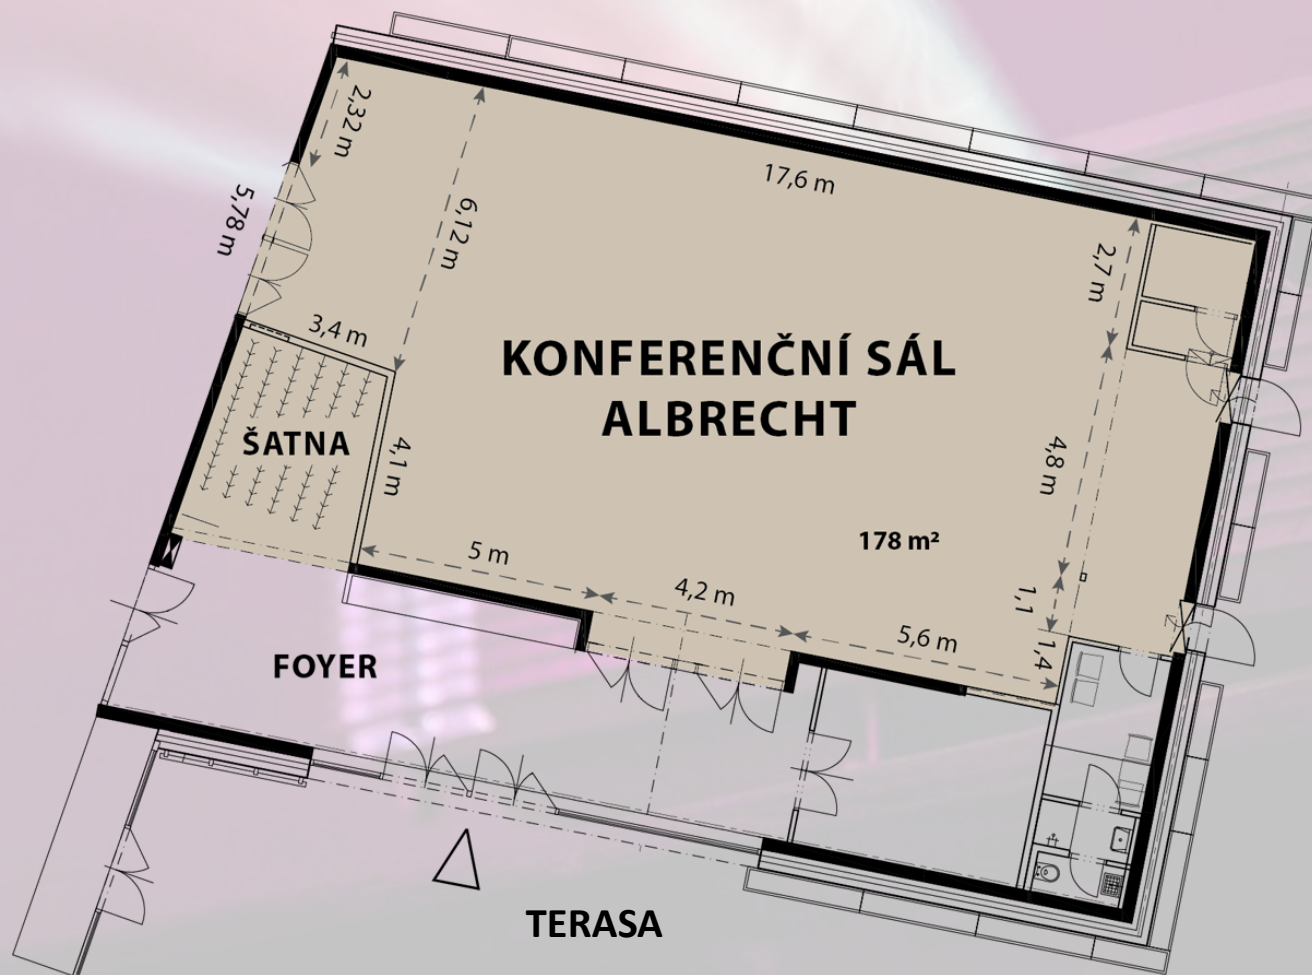 2,32 m
5,78 m
6,12 m
17,6 m
2,7 m
3,4 m
KONFERENČNÍ SÁL
ALBRECHT
ŠATNA
4,1 m
4,8 m
178 m²
5 m
4,2 m
1,1
5,6 m
1,4
FOYER
TERASA